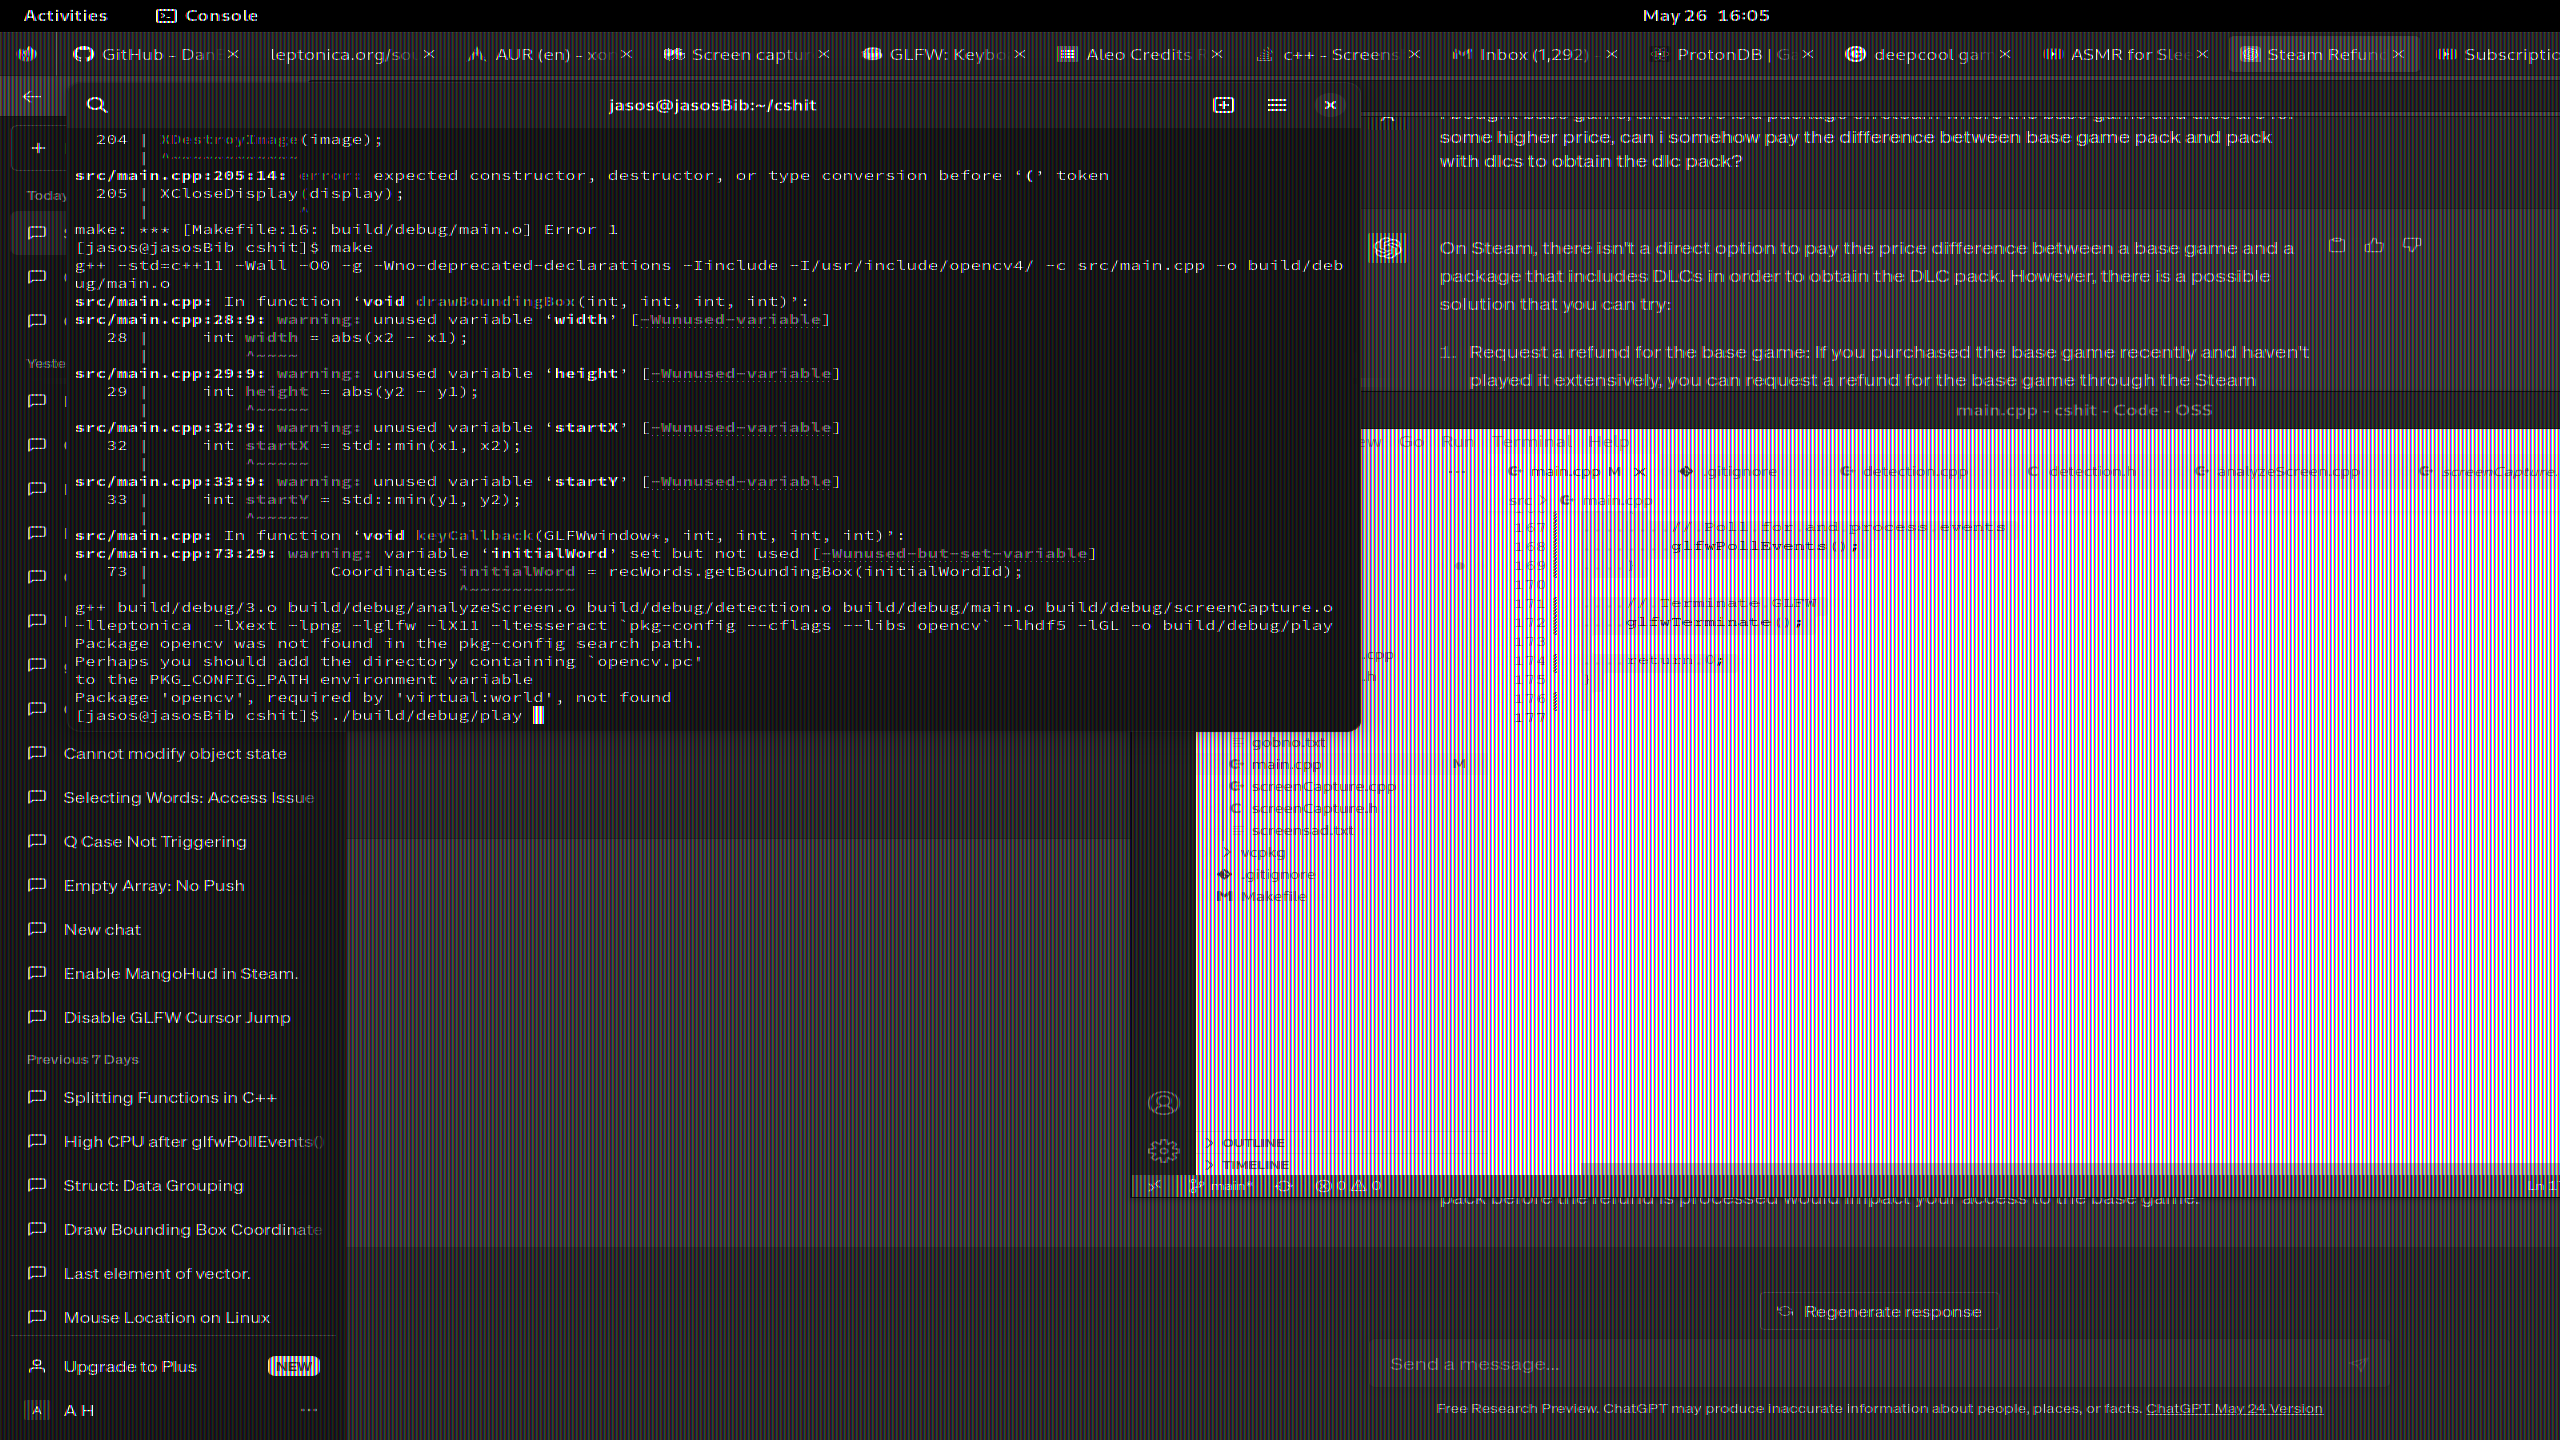 Activities Console May 26 16:05
GitHub - Dan leptonica.org/sou AUR (en) - xor Screen captur GLFW: Keybo Aleo Credits c++ - Screens Inbox (1,292) ProtonDB | Ga deepcool gam ASMR for Slee Steam Refund Subscriptio
jasos@jasosBib:~/cshit
204 | XDestroyImage(image);
| ^~~~~~~~~~~~~
src/main.cpp:205:14: error: expected constructor, destructor, or type conversion before ‘(’ token
205 | XCloseDisplay(display);
| ^
make: *** [Makefile:16: build/debug/main.o] Error 1
[jasos@jasosBib cshit]$ make
g++ -std=c++11 -Wall -O0 -g -Wno-deprecated-declarations -Iinclude -I/usr/include/opencv4/ -c src/main.cpp -o build/deb
ug/main.o
src/main.cpp: In function ‘void drawBoundingBox(int, int, int, int)’:
src/main.cpp:28:9: warning: unused variable ‘width’ [-Wunused-variable]
28 | int width = abs(x2 - x1);
| ^~~~~
src/main.cpp:29:9: warning: unused variable ‘height’ [-Wunused-variable]
29 | int height = abs(y2 - y1);
| ^~~~~~
src/main.cpp:32:9: warning: unused variable ‘startX’ [-Wunused-variable]
32 | int startX = std::min(x1, x2);
| ^~~~~~
src/main.cpp:33:9: warning: unused variable ‘startY’ [-Wunused-variable]
33 | int startY = std::min(y1, y2);
| ^~~~~~
src/main.cpp: In function ‘void keyCallback(GLFWwindow*, int, int, int, int)’:
src/main.cpp:73:29: warning: variable ‘initialWord’ set but not used [-Wunused-but-set-variable]
73 | Coordinates initialWord = recWords.getBoundingBox(initialWordId);
| ^~~~~~~~~~~
g++ build/debug/3.o build/debug/analyzeScreen.o build/debug/detection.o build/debug/main.o build/debug/screenCapture.o
-lleptonica -lXext -lpng -lglfw -lX11 -ltesseract `pkg-config --cflags --libs opencv` -lhdf5 -lGL -o build/debug/play
Package opencv was not found in the pkg-config search path.
Perhaps you should add the directory containing `opencv.pc'
to the PKG_CONFIG_PATH environment variable
Package 'opencv', required by 'virtual:world', not found
[jasos@jasosBib cshit]$ ./build/debug/play
Today
Yeste
Cannot modify object state
Selecting Words: Access Issue
Q Case Not Triggering
Empty Array: No Push
New chat
Enable MangoHud in Steam.
Disable GLFW Cursor Jump
Previous 7 Days
Splitting Functions in C++
High CPU after glfwPollEvents()
Struct: Data Grouping
Draw Bounding Box Coordinate
Last element of vector.
Mouse Location on Linux
Upgrade to Plus NEW
A A H
some higher price, can i somehow pay the difference between base game pack and pack
with dlcs to obtain the dlc pack?
On Steam, there isn't a direct option to pay the price difference between a base game and a
package that includes DLCs in order to obtain the DLC pack. However, there is a possible
solution that you can try:
1. Request a refund for the base game: If you purchased the base game recently and haven't
played it extensively, you can request a refund for the base game through the Steam
main.cpp - cshit - Code - OSS
ew Go Run Terminal Help
main.cpp M .gitignore detection.cpp detection.h analyzeScreen.cpp screenCapture.
src > main.cpp
167 // Poll for and process events
168 glfwPollEvents();
169 }
170
171 // Terminate GLFW
172 glfwTerminate();
173
174 return 0;
175 }
176
177
.cpp
.h
gobno.txt
main.cpp M
screenCapture.cpp
screenCapture.h
screensad.txt
vcpkg
.gitignore
Makefile
OUTLINE
TIMELINE
main* 0 0 Ln 1
pack before the refund is processed would impact your access to the base game.
Regenerate response
Send a message...
Free Research Preview. ChatGPT may produce inaccurate information about people, places, or facts. ChatGPT May 24 Version